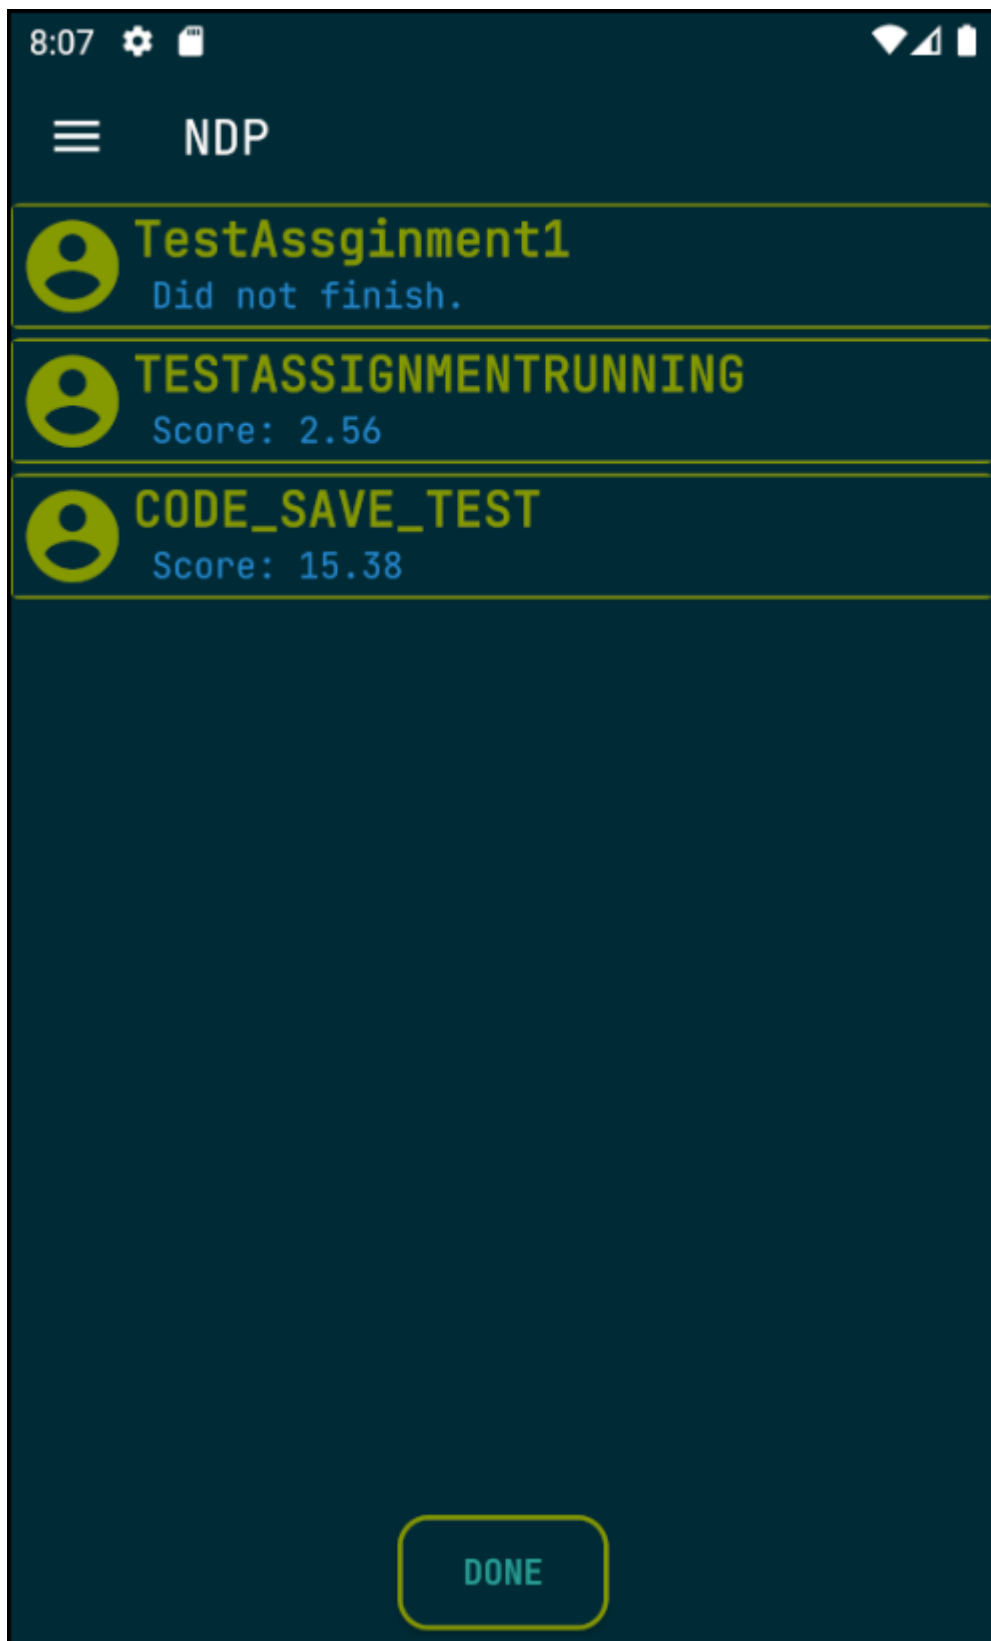 8:07
NDP
TestAssginment1
Did not finish.
TESTASSIGNMENTRUNNING
Score: 2.56
CODE_SAVE_TEST
Score: 15.38
DONE